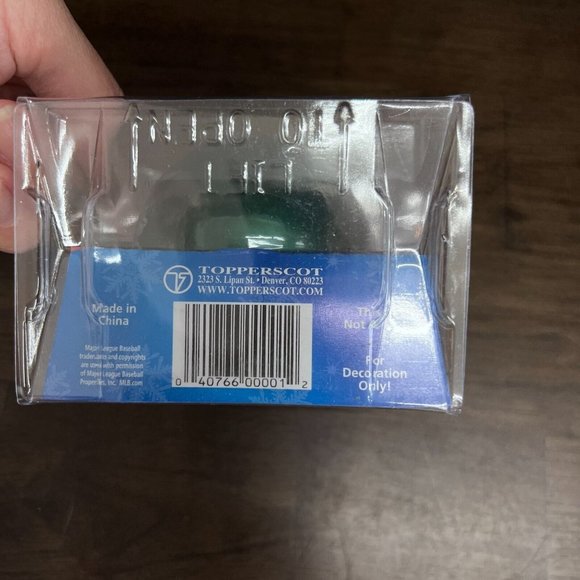 TO OPEN
LIFT
TOPPERSCOT
2323 S. Lipan St. • Denver, CO 80223
WWW.TOPPERSCOT.COM
Made in
China
Major League Baseball
trademarks and copyrights
are used with permission
of Major League Baseball
Properties, Inc. MLB.com
0 40766 00001 2
Not
For
Decoration
Only!